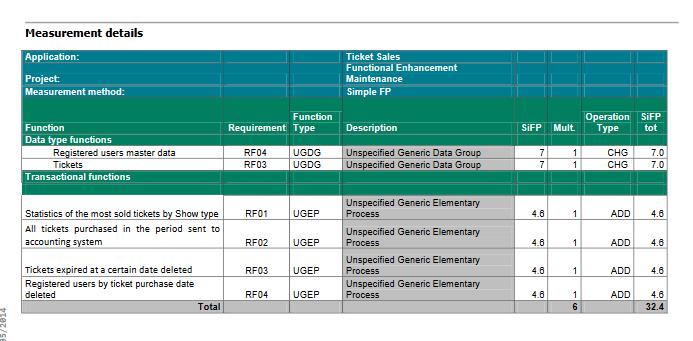 Measurement details
Application: Ticket Sales
Functional Enhancement
Project: Maintenance
Measurement method: Simple FP
Function Operation SiFP
Function Requirement Type Description SiFP Mult. Type tot
Data type functions
Registered users master data RF04 UGDG Unspecified Generic Data Group 7 1 CHG 7.0
Tickets RF03 UGDG Unspecified Generic Data Group 7 1 CHG 7.0
Transactional functions
Unspecified Generic Elementary
Statistics of the most sold tickets by Show type RF01 UGEP Process 4.6 1 ADD 4.6
All tickets purchased in the period sent to Unspecified Generic Elementary
accounting system RF02 UGEP Process 4.6 1 ADD 4.6
Unspecified Generic Elementary
Tickets expired at a certain date deleted RF03 UGEP Process 4.6 1 ADD 4.6
Registered users by ticket purchase date Unspecified Generic Elementary
deleted RF04 UGEP Process 4.6 1 ADD 4.6
Total 6 32.4
5/2014